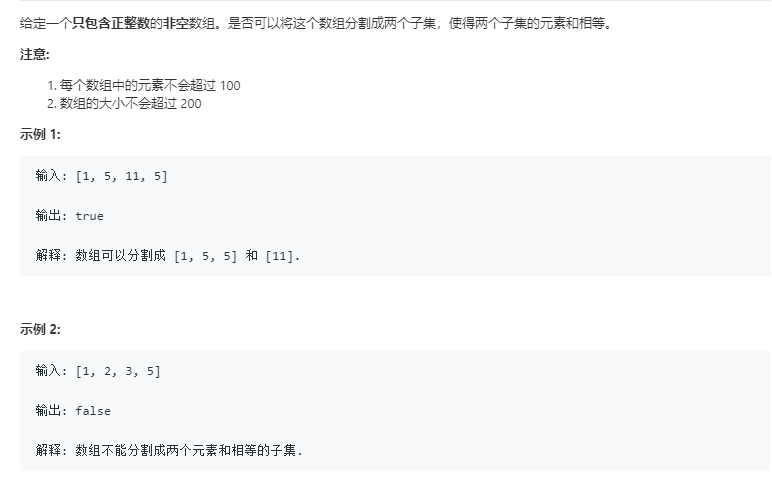 给定一个只包含正整数的非空数组。是否可以将这个数组分割成两个子集，使得两个子集的元素和相等。
注意:
1. 每个数组中的元素不会超过 100
2. 数组的大小不会超过 200
示例 1:
输入: [1, 5, 11, 5]
输出: true
解释: 数组可以分割成 [1, 5, 5] 和 [11].
示例 2:
输入: [1, 2, 3, 5]
输出: false
解释: 数组不能分割成两个元素和相等的子集.